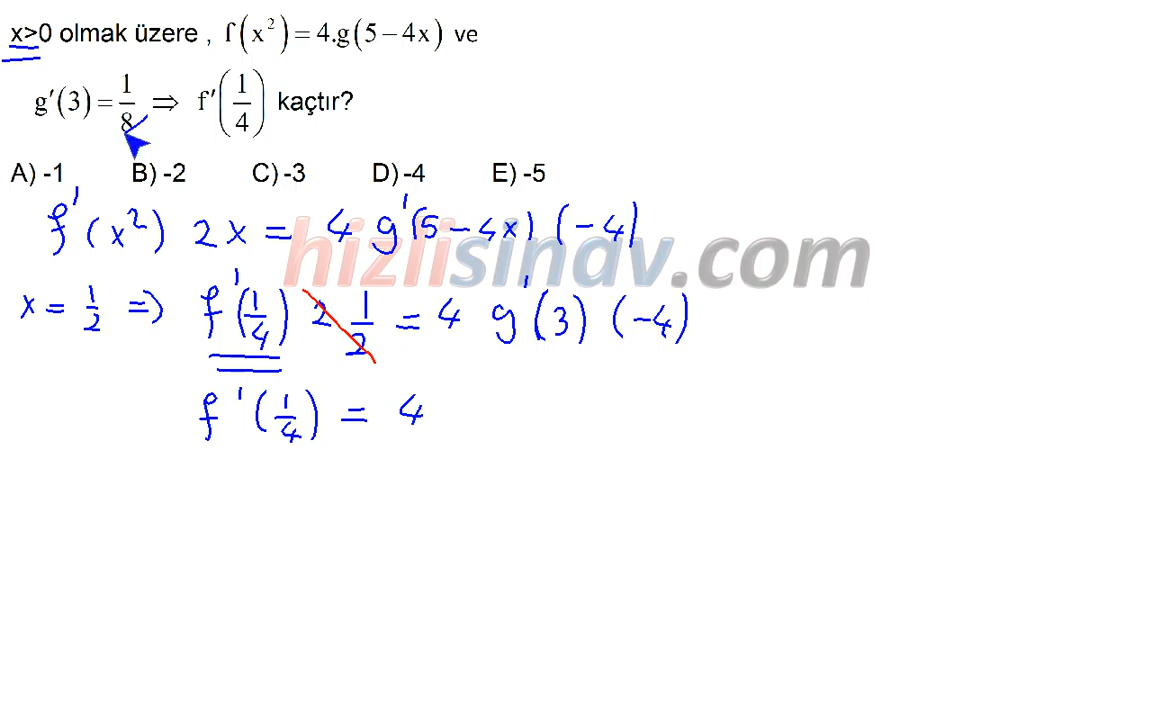 x>0 olmak üzere , f(x²) = 4.g(5 − 4x) ve
g′(3) = 1/8 ⇒ f′(1/4) kaçtır?
A) -1 B) -2 C) -3 D) -4 E) -5
f'(x²) 2x = 4 g'(5 − 4x) (−4)
hizlisinav.com
x = 1/2 => f'(1/4) 2 1/2 = 4 g'(3) (−4)
f'(1/4) = 4